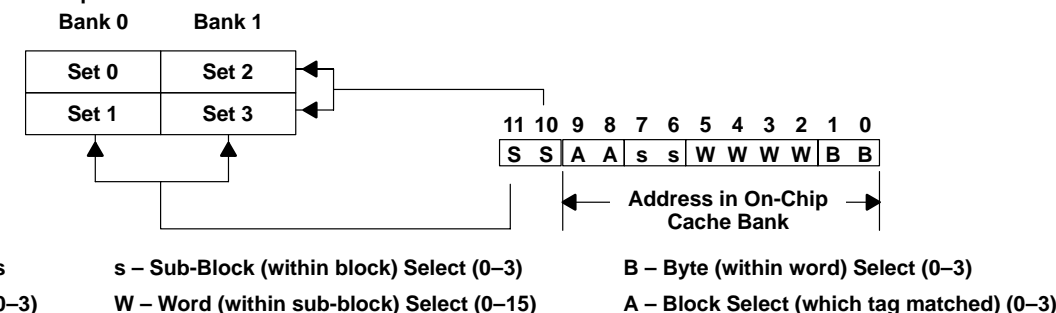 Bank 0 Bank 1
Set 0 Set 2
Set 1 Set 3
11 10 9 8 7 6 5 4 3 2 1 0
S S A A s s W W W W B B
Address in On-Chip
Cache Bank
s s – Sub-Block (within block) Select (0–3) B – Byte (within word) Select (0–3)
0–3) W – Word (within sub-block) Select (0–15) A – Block Select (which tag matched) (0–3)